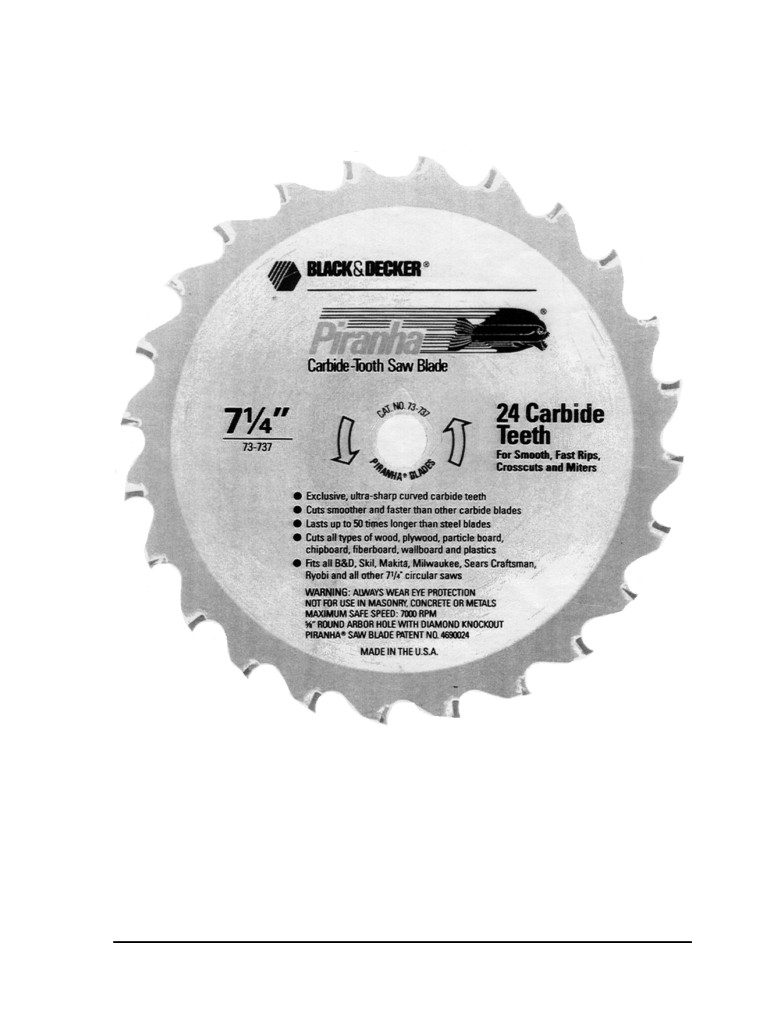 BLACK&DECKER®
®
Piranha
Carbide-Tooth Saw Blade
7¼"
73-737
CAT. NO. 73-737
PIRANHA® BLADES
24 Carbide
Teeth
For Smooth, Fast Rips,
Crosscuts and Miters
● Exclusive, ultra-sharp curved carbide teeth
● Cuts smoother and faster than other carbide blades
● Lasts up to 50 times longer than steel blades
● Cuts all types of wood, plywood, particle board,
chipboard, fiberboard, wallboard and plastics
● Fits all B&D, Skil, Makita, Milwaukee, Sears Craftsman,
Ryobi and all other 7¼" circular saws
WARNING: ALWAYS WEAR EYE PROTECTION
NOT FOR USE IN MASONRY, CONCRETE OR METALS
MAXIMUM SAFE SPEED: 7000 RPM
⅝" ROUND ARBOR HOLE WITH DIAMOND KNOCKOUT
PIRANHA® SAW BLADE PATENT NO. 4690024
MADE IN THE U.S.A.